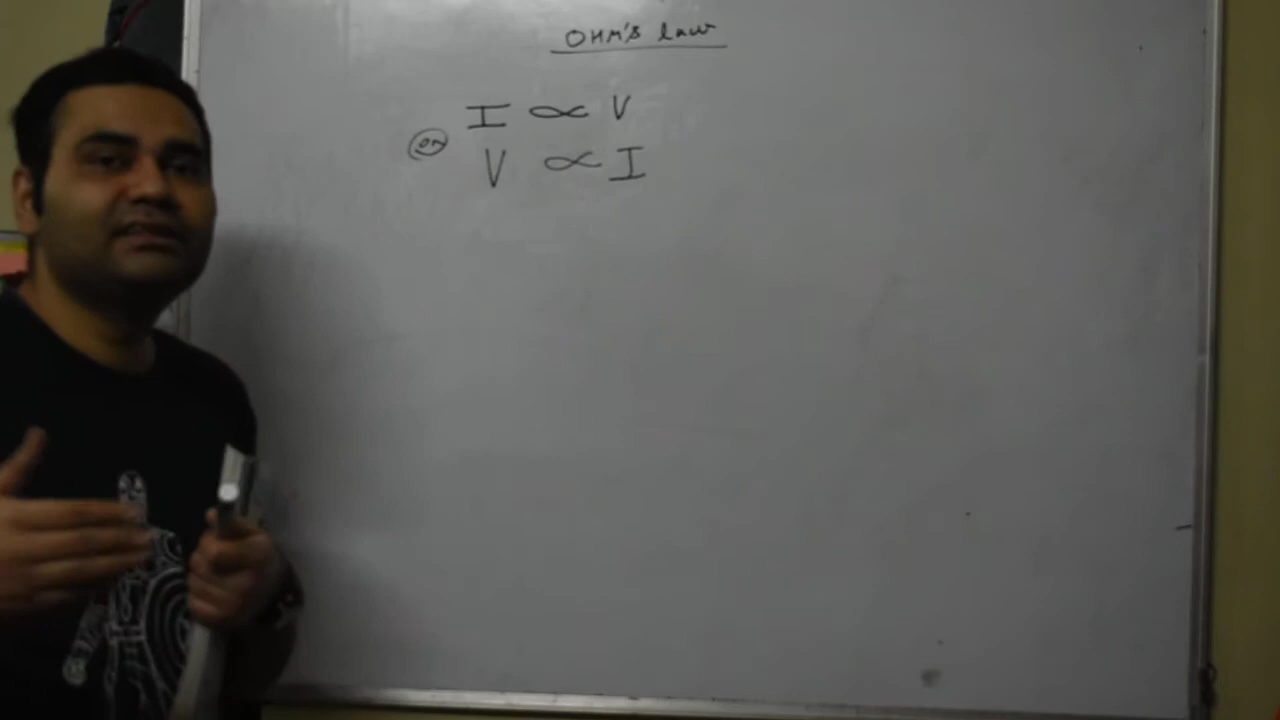 OHM'S law
I ∝ V
or
V ∝ I